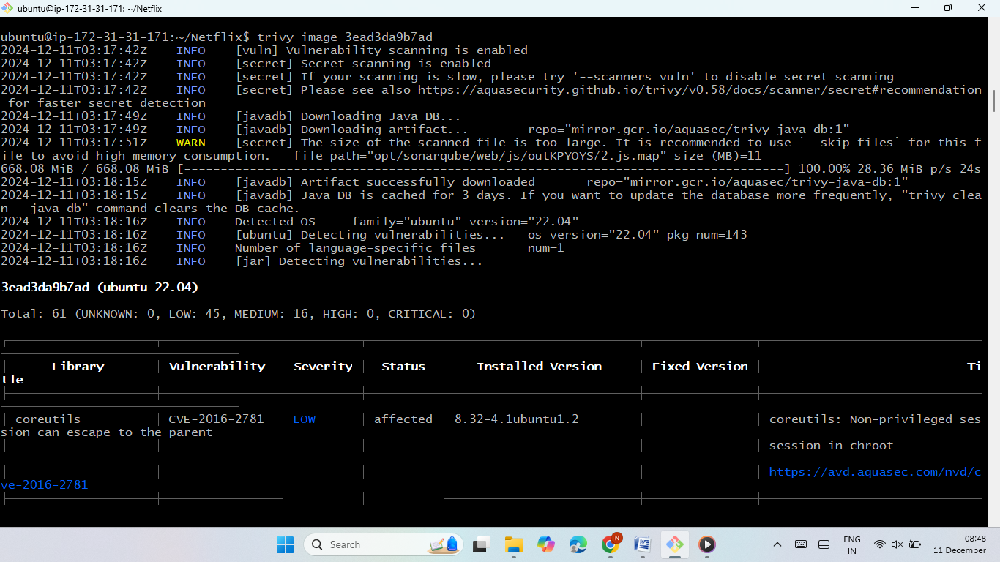 ubuntu@ip-172-31-31-171: ~/Netflix
ubuntu@ip-172-31-31-171:~/Netflix$ trivy image 3ead3da9b7ad
2024-12-11T03:17:42Z INFO [vuln] Vulnerability scanning is enabled
2024-12-11T03:17:42Z INFO [secret] Secret scanning is enabled
2024-12-11T03:17:42Z INFO [secret] If your scanning is slow, please try '--scanners vuln' to disable secret scanning
2024-12-11T03:17:42Z INFO [secret] Please see also https://aquasecurity.github.io/trivy/v0.58/docs/scanner/secret#recommendation
for faster secret detection
2024-12-11T03:17:49Z INFO [javadb] Downloading Java DB...
2024-12-11T03:17:49Z INFO [javadb] Downloading artifact... repo="mirror.gcr.io/aquasec/trivy-java-db:1"
2024-12-11T03:17:51Z WARN [secret] The size of the scanned file is too large. It is recommended to use `--skip-files` for this f
ile to avoid high memory consumption. file_path="opt/sonarqube/web/js/outKPYOYS72.js.map" size (MB)=11
668.08 MiB / 668.08 MiB [----------------------------------------------------------------------------------] 100.00% 28.36 MiB p/s 24s
2024-12-11T03:18:15Z INFO [javadb] Artifact successfully downloaded repo="mirror.gcr.io/aquasec/trivy-java-db:1"
2024-12-11T03:18:15Z INFO [javadb] Java DB is cached for 3 days. If you want to update the database more frequently, "trivy clea
n --java-db" command clears the DB cache.
2024-12-11T03:18:16Z INFO Detected OS family="ubuntu" version="22.04"
2024-12-11T03:18:16Z INFO [ubuntu] Detecting vulnerabilities... os_version="22.04" pkg_num=143
2024-12-11T03:18:16Z INFO Number of language-specific files num=1
2024-12-11T03:18:16Z INFO [jar] Detecting vulnerabilities...
3ead3da9b7ad (ubuntu 22.04)
Total: 61 (UNKNOWN: 0, LOW: 45, MEDIUM: 16, HIGH: 0, CRITICAL: 0)
Library Vulnerability Severity Status Installed Version Fixed Version Ti
tle
coreutils CVE-2016-2781 LOW affected 8.32-4.1ubuntu1.2 coreutils: Non-privileged ses
sion can escape to the parent
session in chroot
https://avd.aquasec.com/nvd/c
ve-2016-2781
Search
N
ENG
IN
08:48
11 December